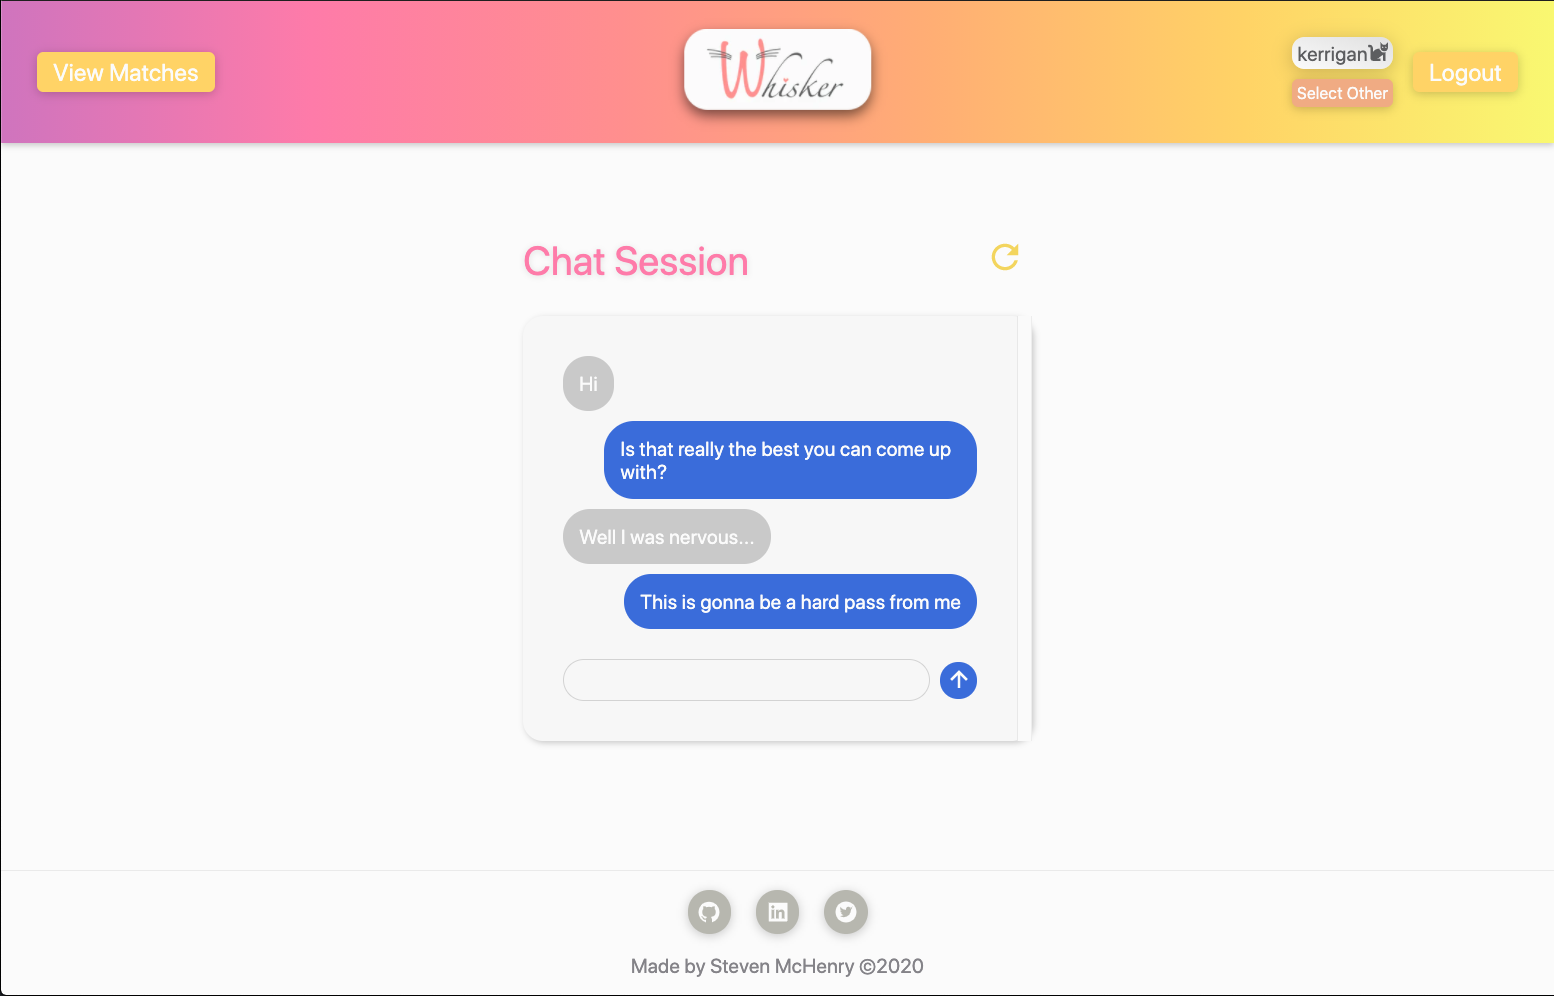 View Matches
Whisker
kerrigan
Select Other
Logout
Chat Session
Hi
Is that really the best you can come up
with?
Well I was nervous...
This is gonna be a hard pass from me
Made by Steven McHenry ©2020